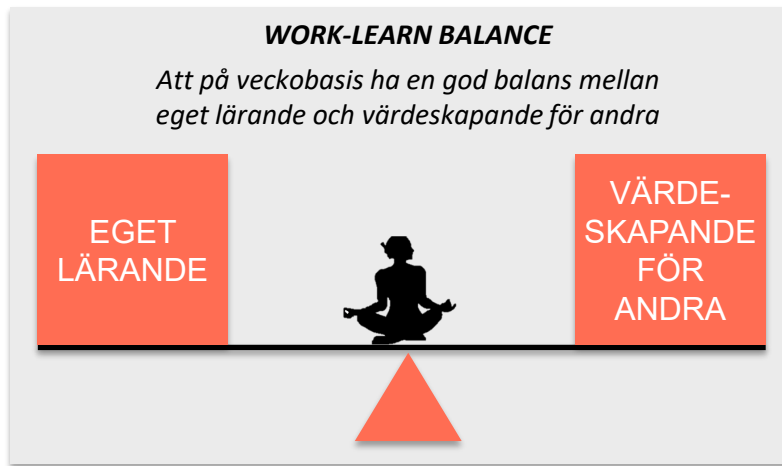 WORK-LEARN BALANCE
Att på veckobasis ha en god balans mellan
eget lärande och värdeskapande för andra
EGET
LÄRANDE
VÄRDE-
SKAPANDE
FÖR
ANDRA